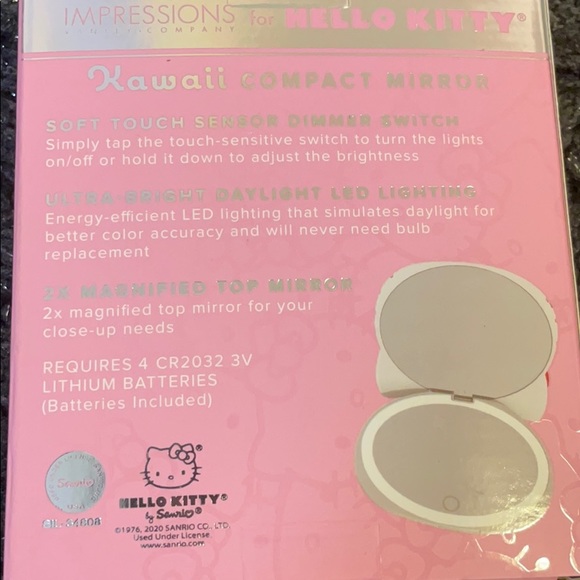 IMPRESSIONS for HELLO KITTY®
VANITY COMPANY
Kawaii COMPACT MIRROR
SOFT TOUCH SENSOR DIMMER SWITCH
Simply tap the touch-sensitive switch to turn the lights
on/off or hold it down to adjust the brightness
ULTRA-BRIGHT DAYLIGHT LED LIGHTING
Energy-efficient LED lighting that simulates daylight for
better color accuracy and will never need bulb
replacement
2X MAGNIFIED TOP MIRROR
2x magnified top mirror for your
close-up needs
REQUIRES 4 CR2032 3V
LITHIUM BATTERIES
(Batteries Included)
Sanrio
HELLO KITTY®
by Sanrio®
©1976, 2020 SANRIO CO., LTD.
Used Under License
www.sanrio.com